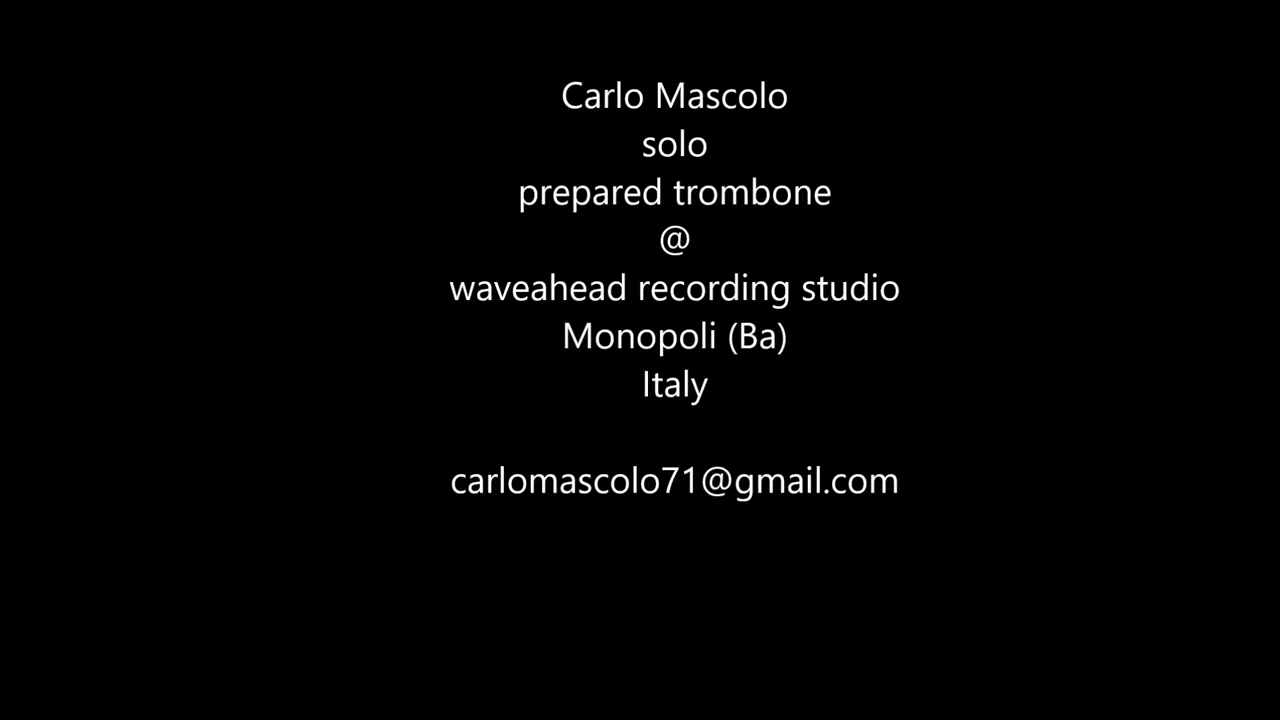 Carlo Mascolo
solo
prepared trombone
@
waveahead recording studio
Monopoli (Ba)
Italy
carlomascolo71@gmail.com